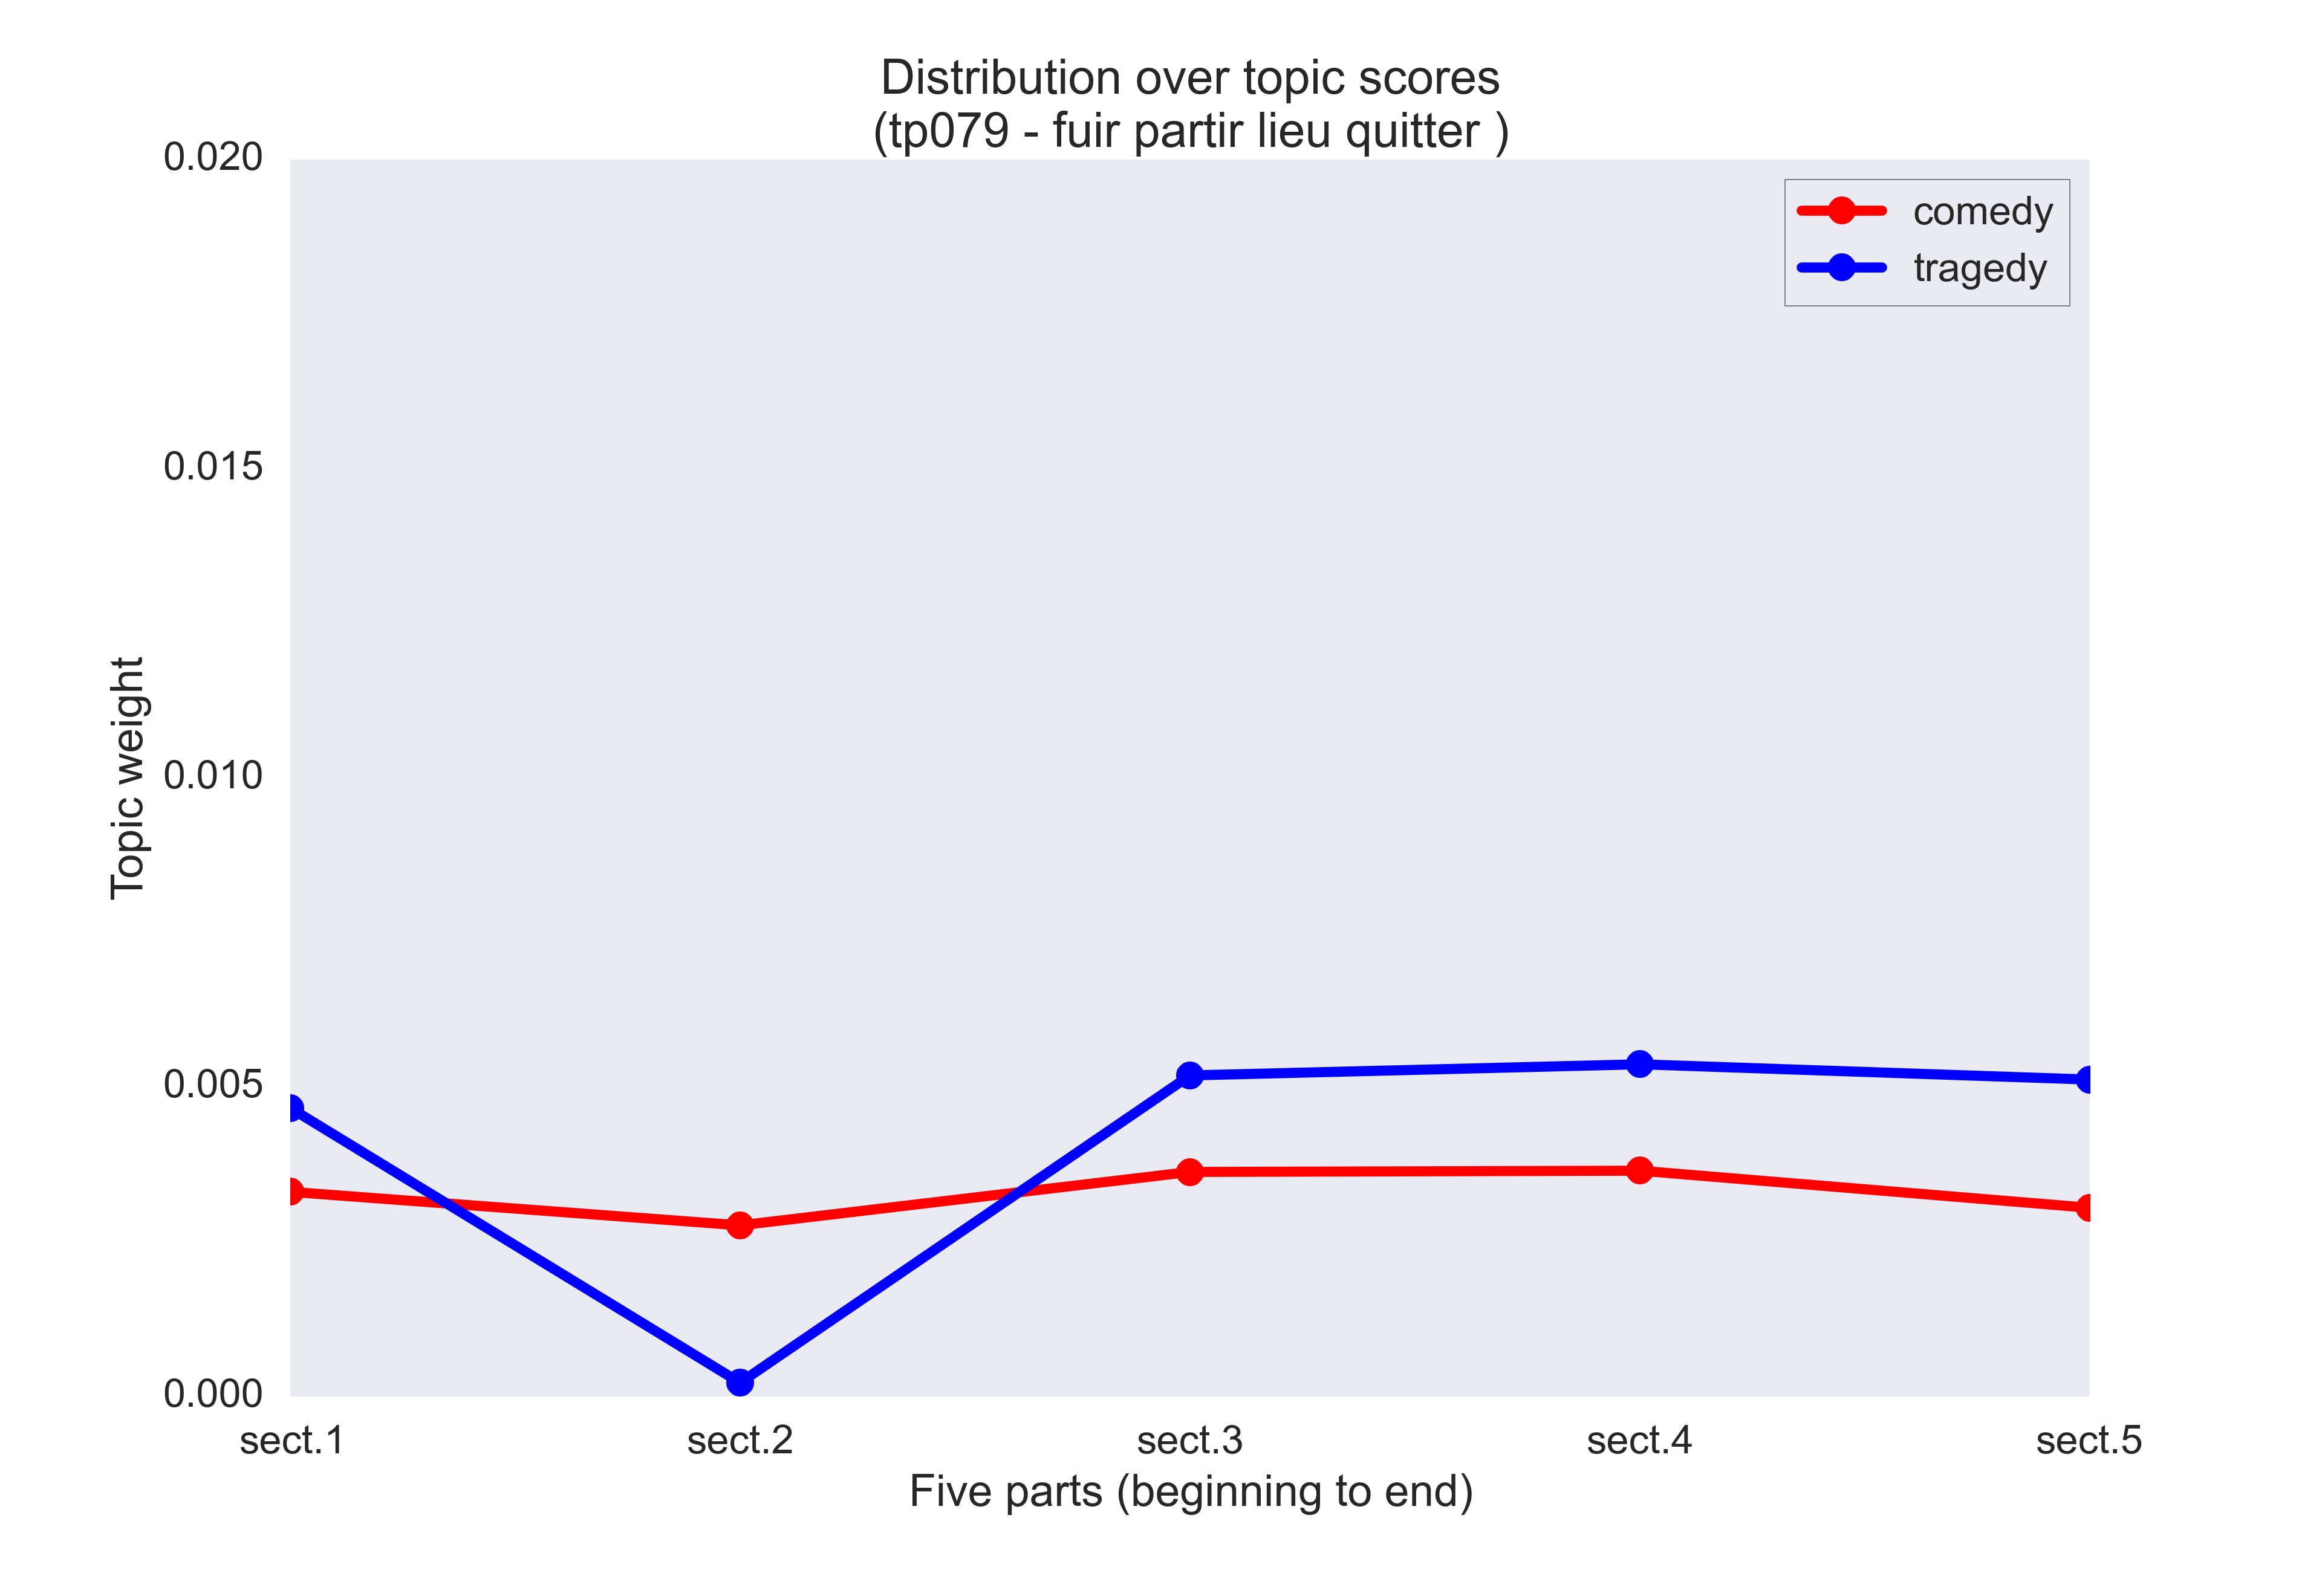 Distribution over topic scores
(tp079 - fuir partir lieu quitter )
comedy
tragedy
Topic weight
0.020
0.015
0.010
0.005
0.000
sect.1
sect.2
sect.3
sect.4
sect.5
Five parts (beginning to end)